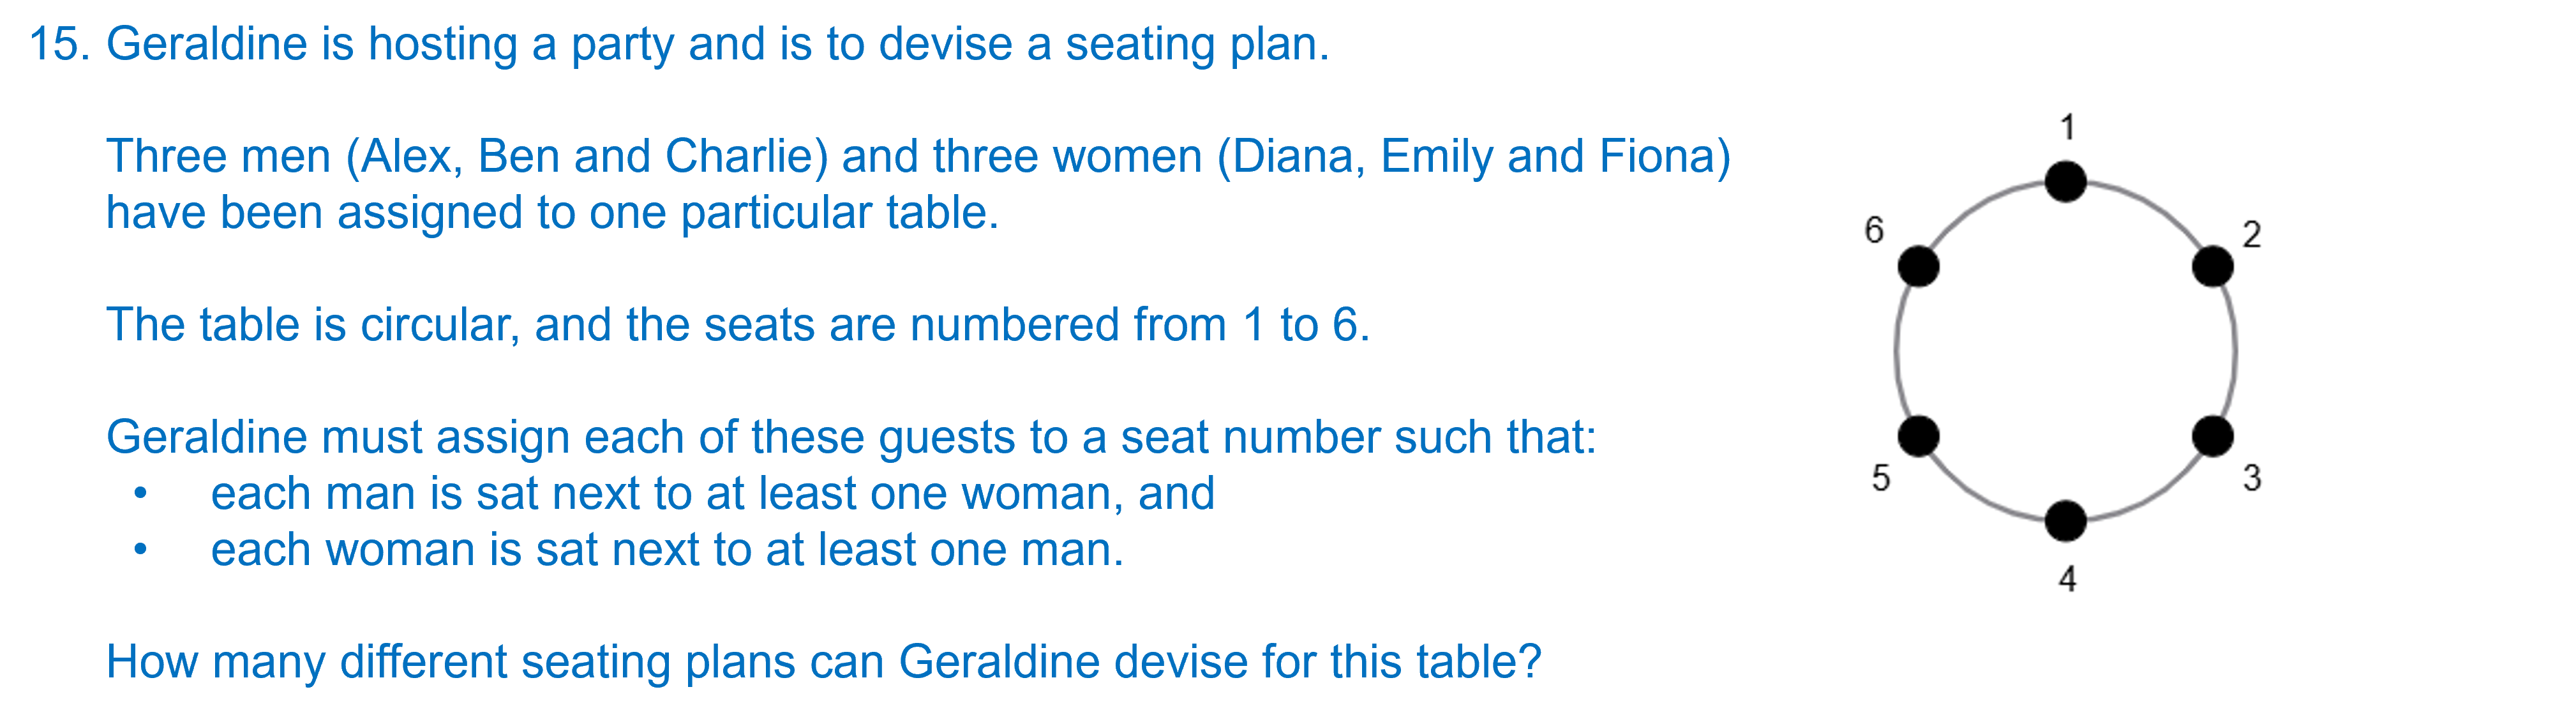 15. Geraldine is hosting a party and is to devise a seating plan.
Three men (Alex, Ben and Charlie) and three women (Diana, Emily and Fiona)
have been assigned to one particular table.
The table is circular, and the seats are numbered from 1 to 6.
Geraldine must assign each of these guests to a seat number such that:
• each man is sat next to at least one woman, and
• each woman is sat next to at least one man.
How many different seating plans can Geraldine devise for this table?
1
2
3
4
5
6